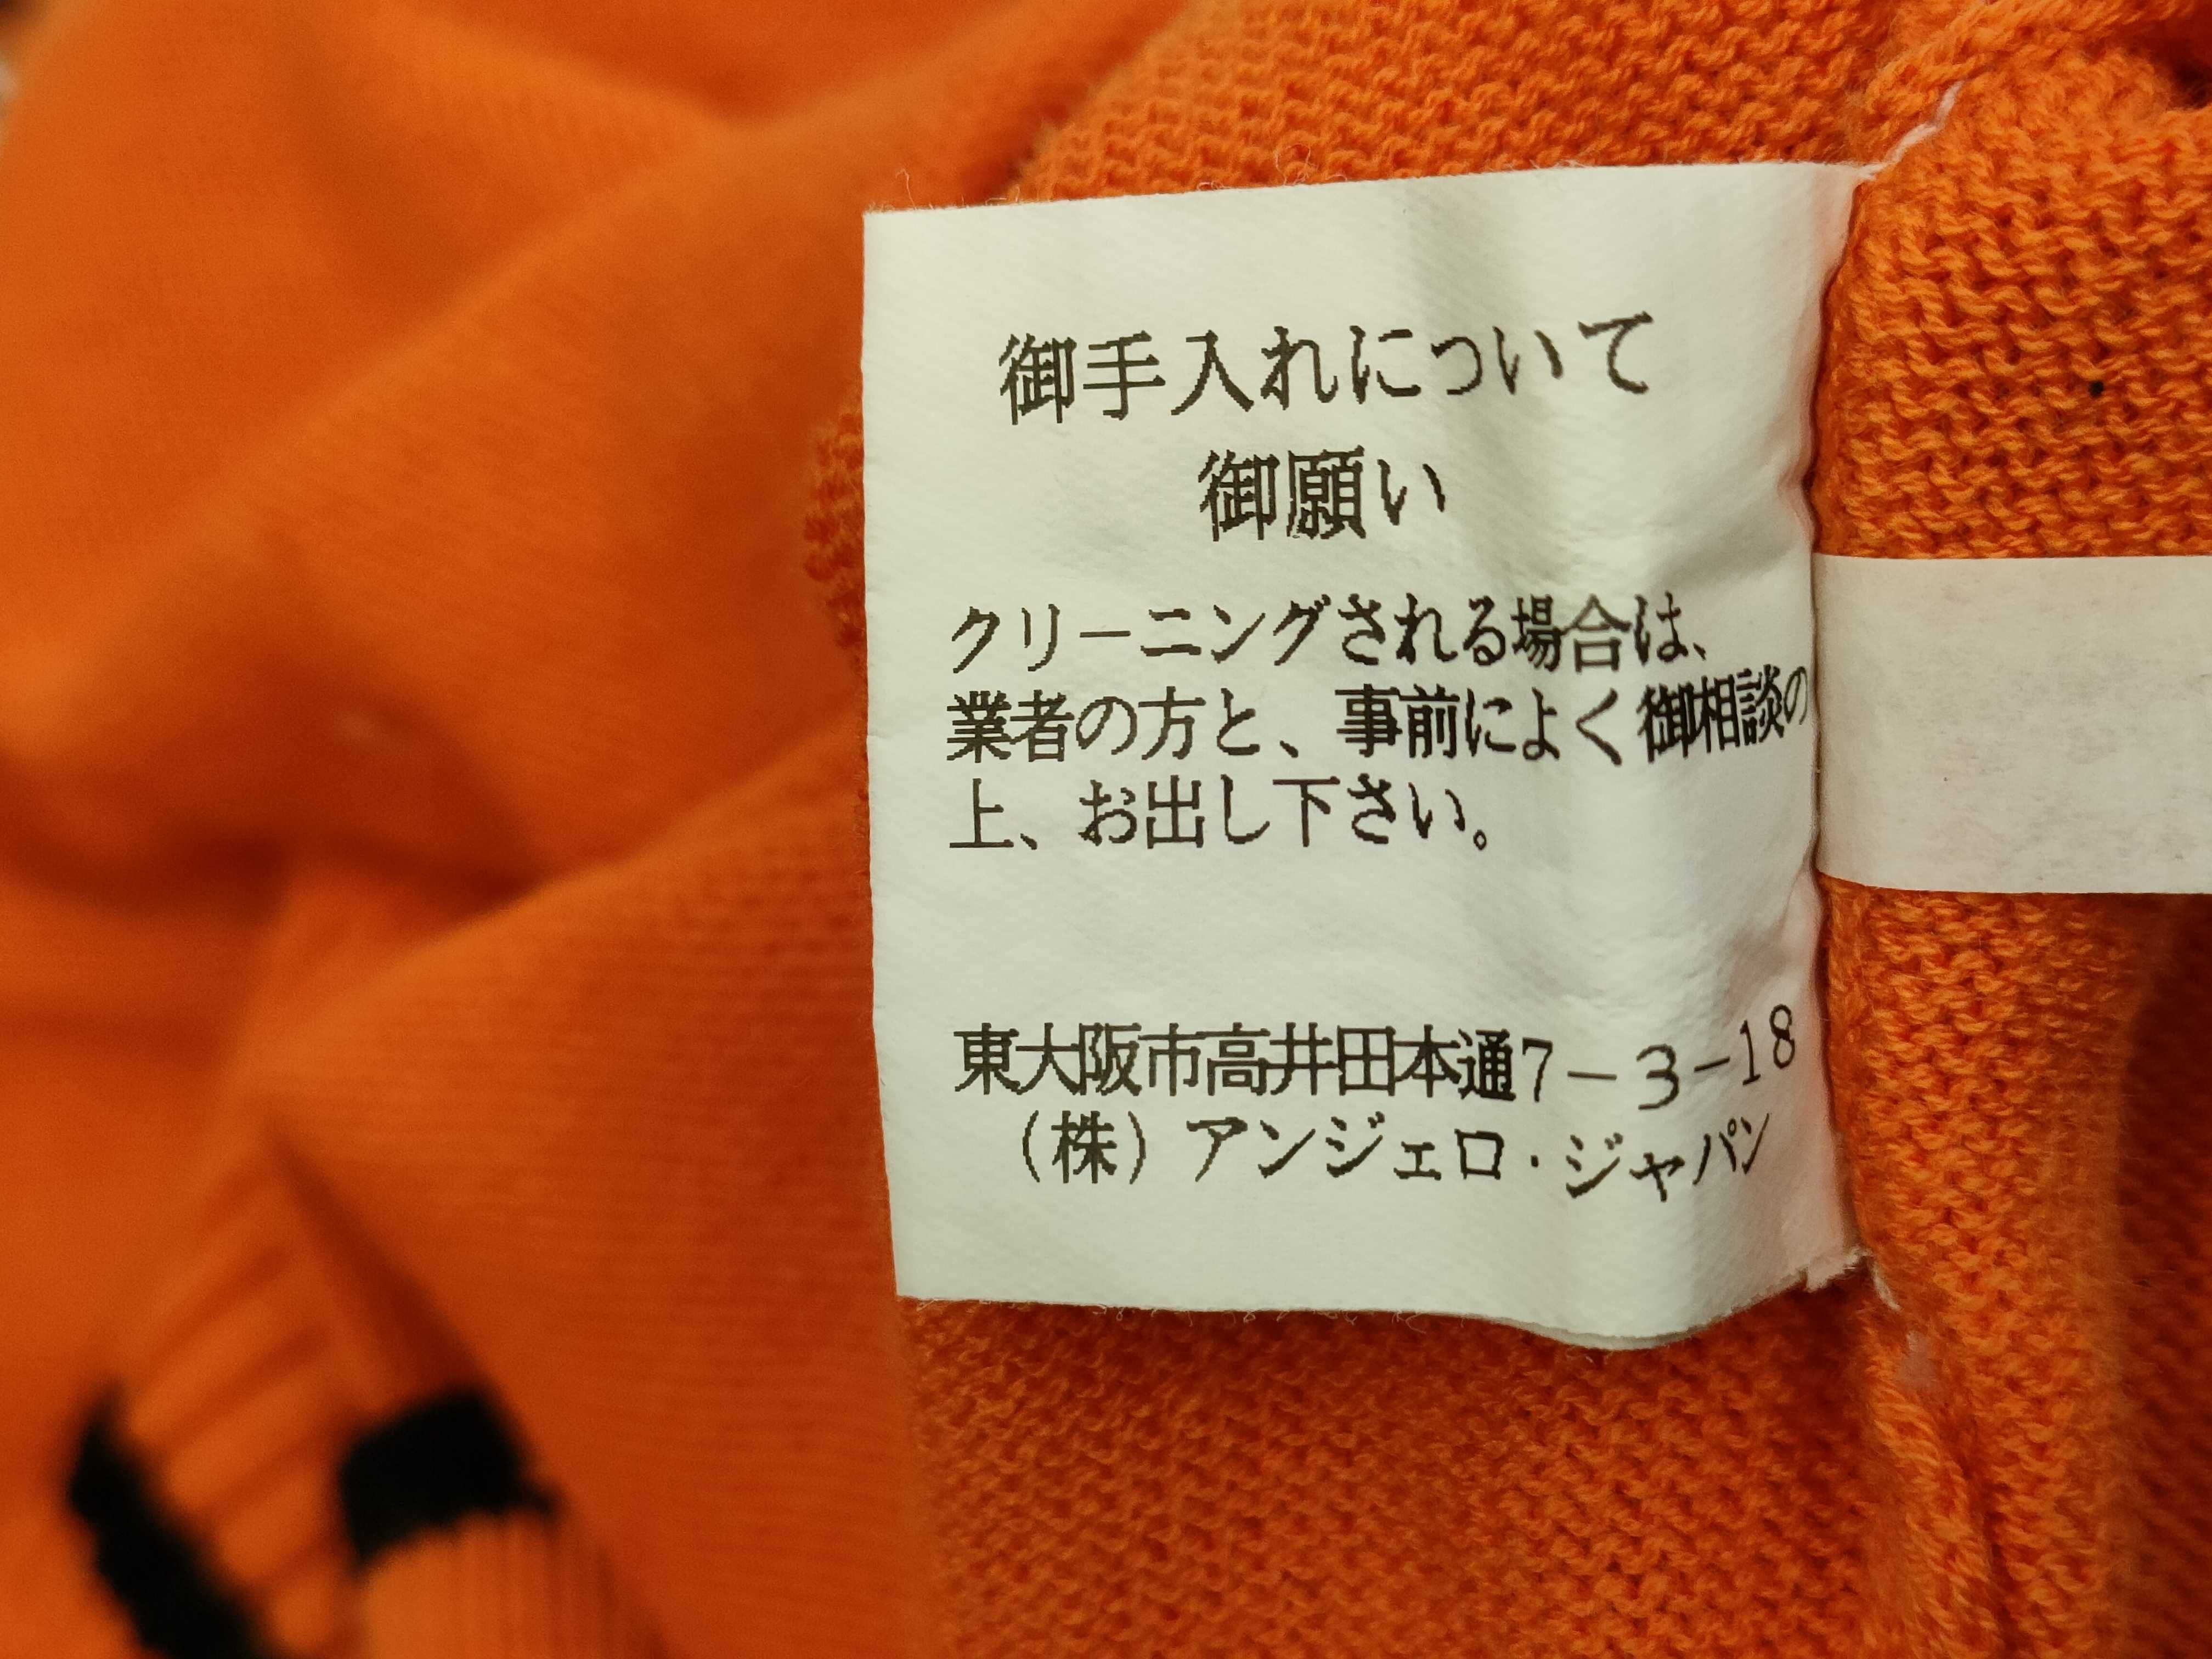 御手入れについて
御願い
クリーニングされる場合は、
業者の方と、事前によく御相談の
上、お出し下さい。
東大阪市高井田本通7-3-18
(株)アンジェロ・ジャパン